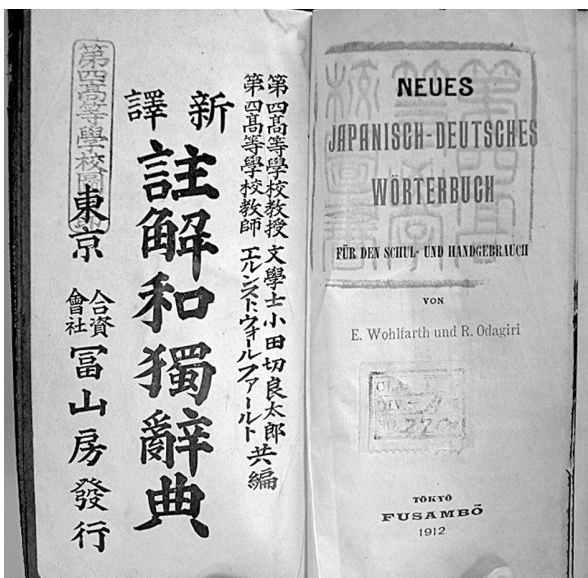 第四高等學校教授 文學士 小田切良太郎
第四高等學校教師 エルンスト、ウォールファールト 共編
新譯
註解和獨辭典
東京 合資會社 冨山房發行
第四高等學校圖
NEUES
JAPANISCH-DEUTSCHES
WÖRTERBUCH
FÜR DEN SCHUL- UND HANDGEBRAUCH
VON
E. Wohlfarth und R. Odagiri
DIV.
NO.
TŌKYŌ
FUSAMBŌ
1912